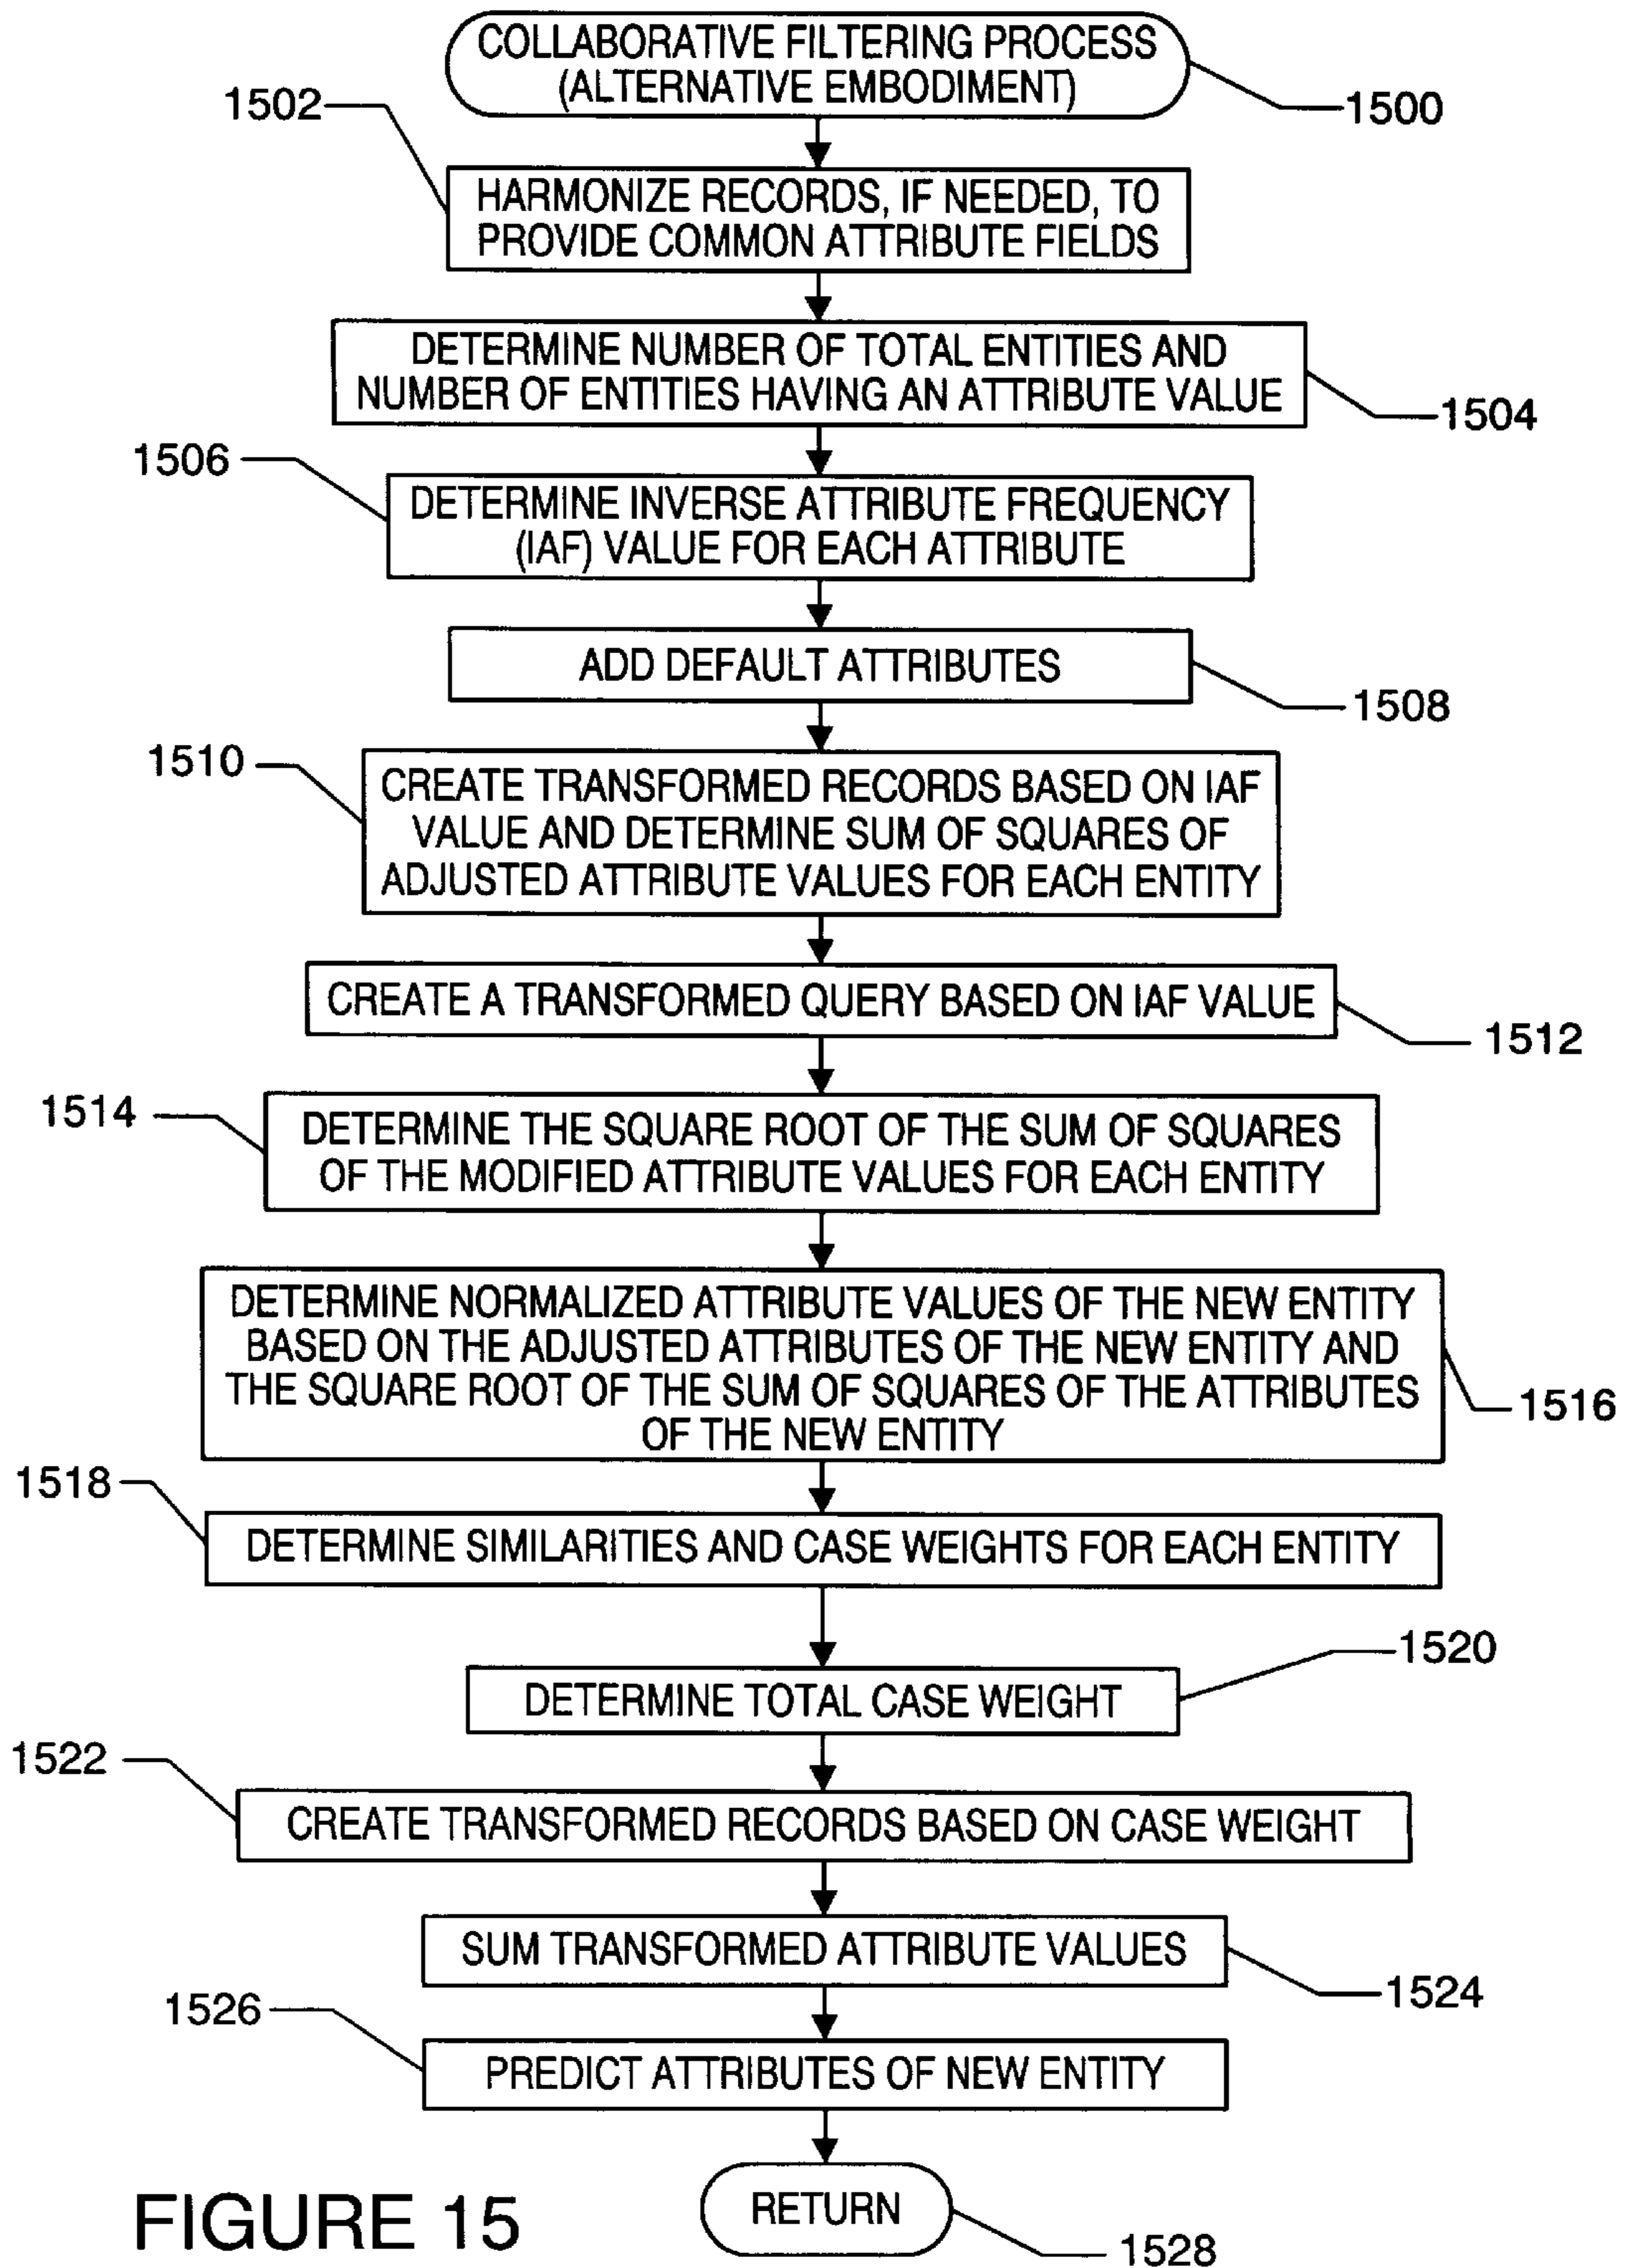 COLLABORATIVE FILTERING PROCESS
(ALTERNATIVE EMBODIMENT)
1500
1502
HARMONIZE RECORDS, IF NEEDED, TO
PROVIDE COMMON ATTRIBUTE FIELDS
DETERMINE NUMBER OF TOTAL ENTITIES AND
NUMBER OF ENTITIES HAVING AN ATTRIBUTE VALUE
1504
1506
DETERMINE INVERSE ATTRIBUTE FREQUENCY
(IAF) VALUE FOR EACH ATTRIBUTE
ADD DEFAULT ATTRIBUTES
1508
1510
CREATE TRANSFORMED RECORDS BASED ON IAF
VALUE AND DETERMINE SUM OF SQUARES OF
ADJUSTED ATTRIBUTE VALUES FOR EACH ENTITY
CREATE A TRANSFORMED QUERY BASED ON IAF VALUE
1512
1514
DETERMINE THE SQUARE ROOT OF THE SUM OF SQUARES
OF THE MODIFIED ATTRIBUTE VALUES FOR EACH ENTITY
DETERMINE NORMALIZED ATTRIBUTE VALUES OF THE NEW ENTITY
BASED ON THE ADJUSTED ATTRIBUTES OF THE NEW ENTITY AND
THE SQUARE ROOT OF THE SUM OF SQUARES OF THE ATTRIBUTES
OF THE NEW ENTITY
1516
1518
DETERMINE SIMILARITIES AND CASE WEIGHTS FOR EACH ENTITY
1520
DETERMINE TOTAL CASE WEIGHT
1522
CREATE TRANSFORMED RECORDS BASED ON CASE WEIGHT
SUM TRANSFORMED ATTRIBUTE VALUES
1524
1526
PREDICT ATTRIBUTES OF NEW ENTITY
RETURN
1528
FIGURE 15